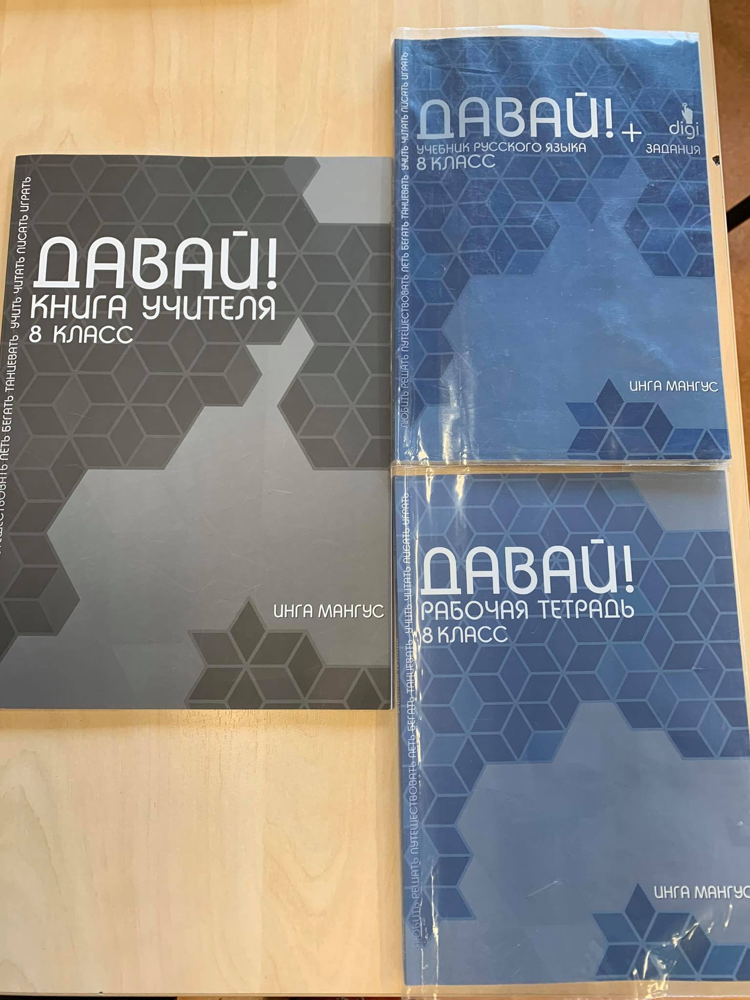 ДАВАЙ!
КНИГА УЧИТЕЛЯ
8 КЛАСС
ИНГА МАНГУС
ПЕТЬ БЕГАТЬ ТАНЦЕВАТЬ УЧИТЬ ЧИТАТЬ ПИСАТЬ ИГРАТЬ
ДАВАЙ! + digi
УЧЕБНИК РУССКОГО ЯЗЫКА ЗАДАНИЯ
8 КЛАСС
ИНГА МАНГУС
ЛЮБИТЬ РЕШАТЬ ПУТЕШЕСТВОВАТЬ ПЕТЬ БЕГАТЬ ТАНЦЕВАТЬ УЧИТЬ ЧИТАТЬ ПИСАТЬ ИГРАТЬ
ДАВАЙ!
РАБОЧАЯ ТЕТРАДЬ
8 КЛАСС
ИНГА МАНГУС
ЛЮБИТЬ РЕШАТЬ ПУТЕШЕСТВОВАТЬ ПЕТЬ БЕГАТЬ ТАНЦЕВАТЬ УЧИТЬ ЧИТАТЬ ПИСАТЬ ИГРАТЬ